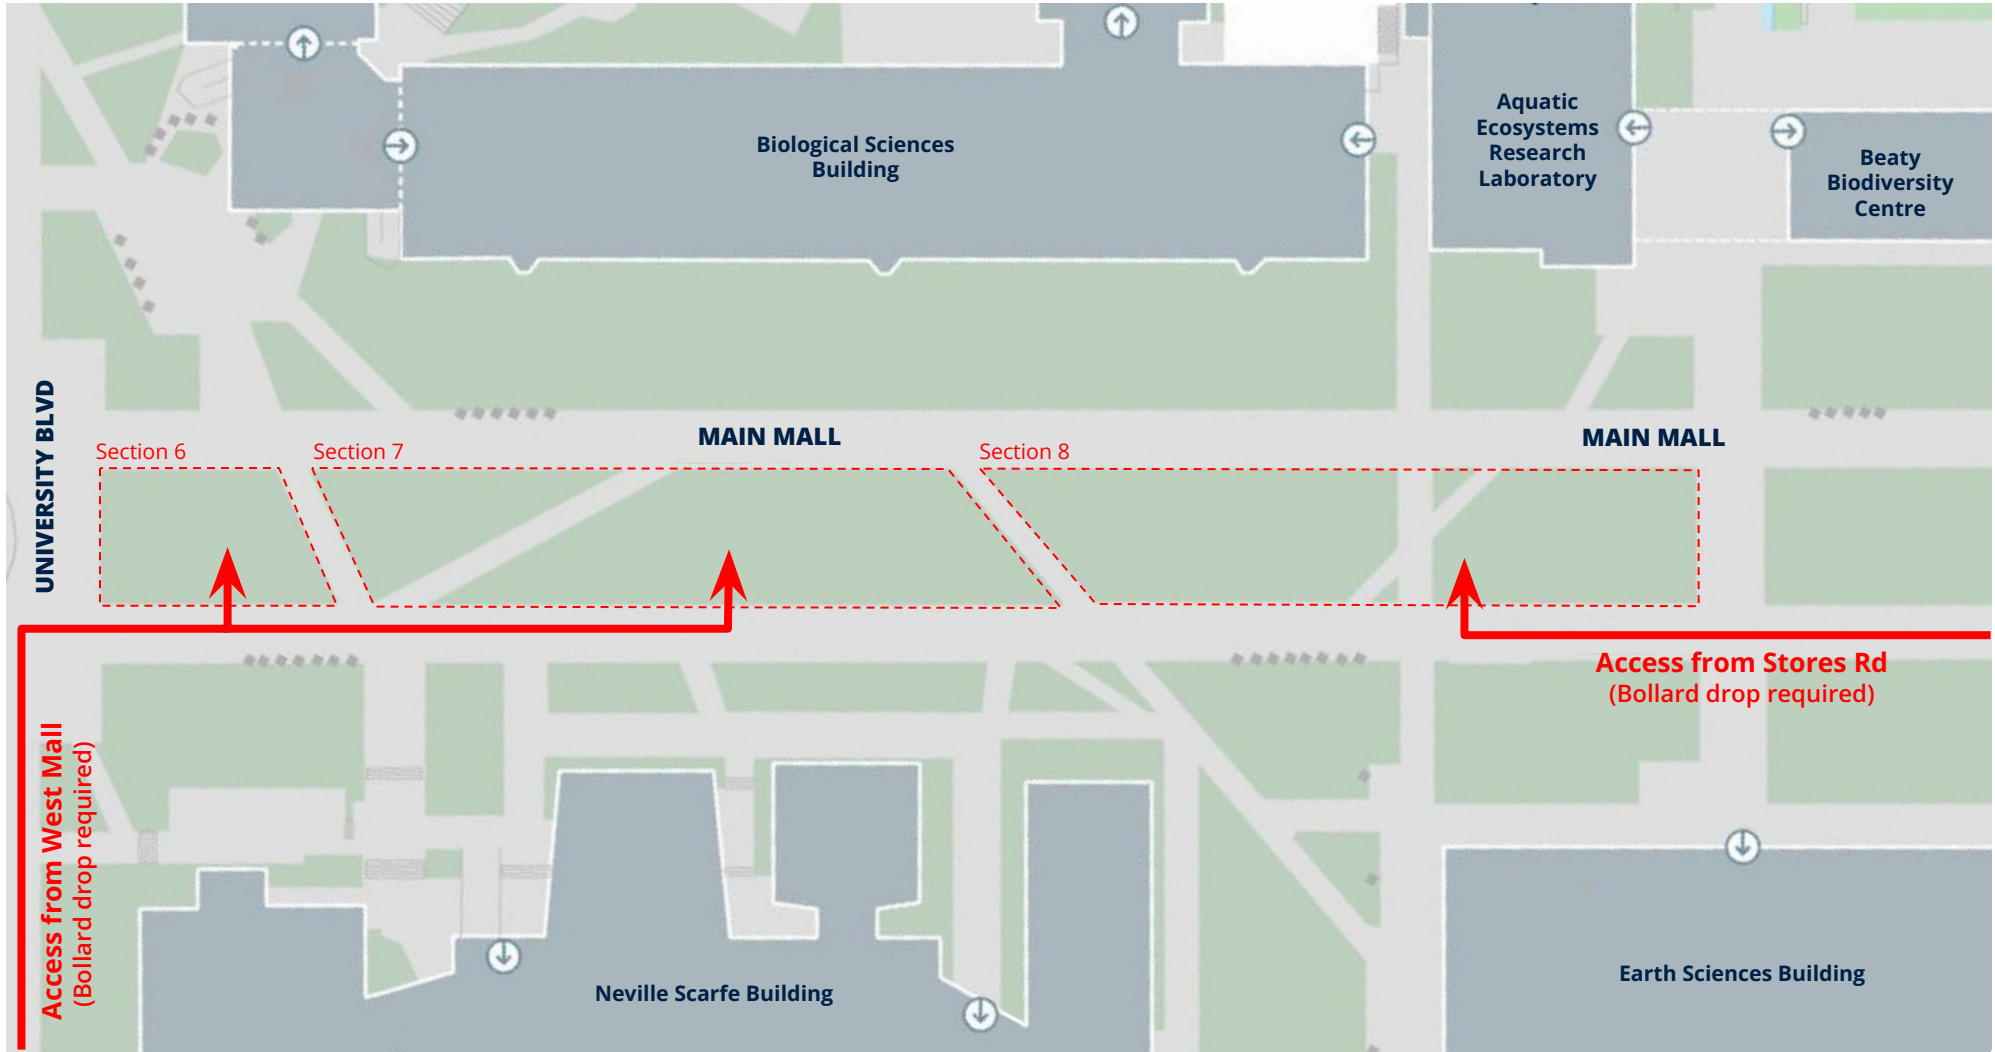 Biological Sciences
Building
Aquatic
Ecosystems
Research
Laboratory
Beaty
Biodiversity
Centre
UNIVERSITY BLVD
MAIN MALL
MAIN MALL
Section 6
Section 7
Section 8
Access from Stores Rd
(Bollard drop required)
Access from West Mall
(Bollard drop required)
Neville Scarfe Building
Earth Sciences Building